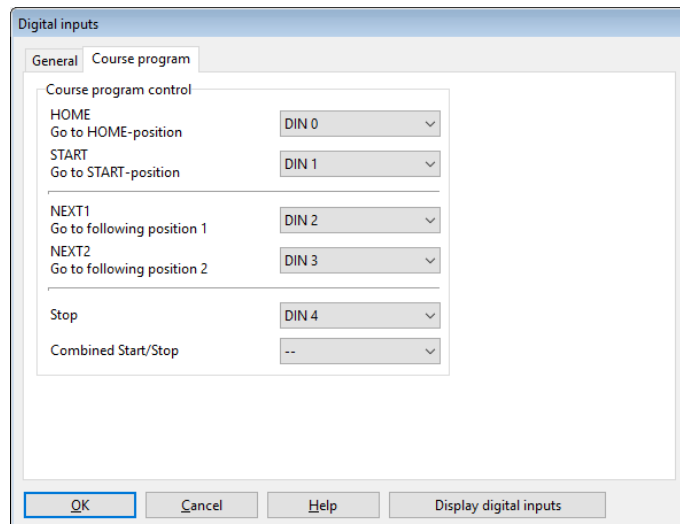 Digital inputs
General
Course program
Course program control
HOME
Go to HOME-position
DIN 0
START
Go to START-position
DIN 1
NEXT1
Go to following position 1
DIN 2
NEXT2
Go to following position 2
DIN 3
Stop
DIN 4
Combined Start/Stop
--
OK
Cancel
Help
Display digital inputs